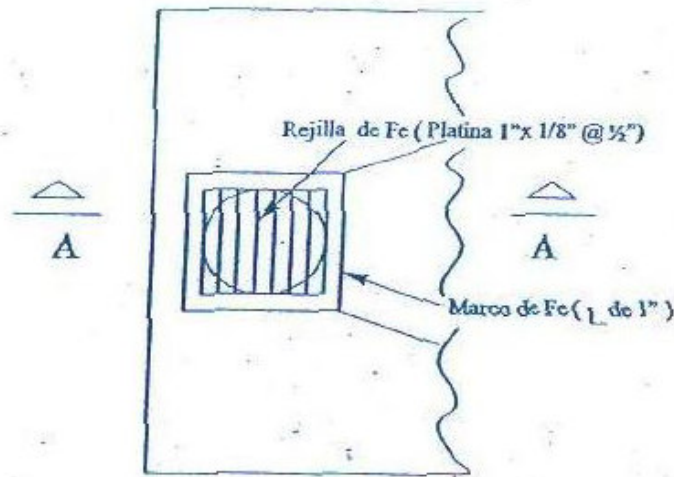 Rejilla de Fe ( Platina 1"x 1/8" @ ½")
A
A
Marco de Fe ( L de 1" )